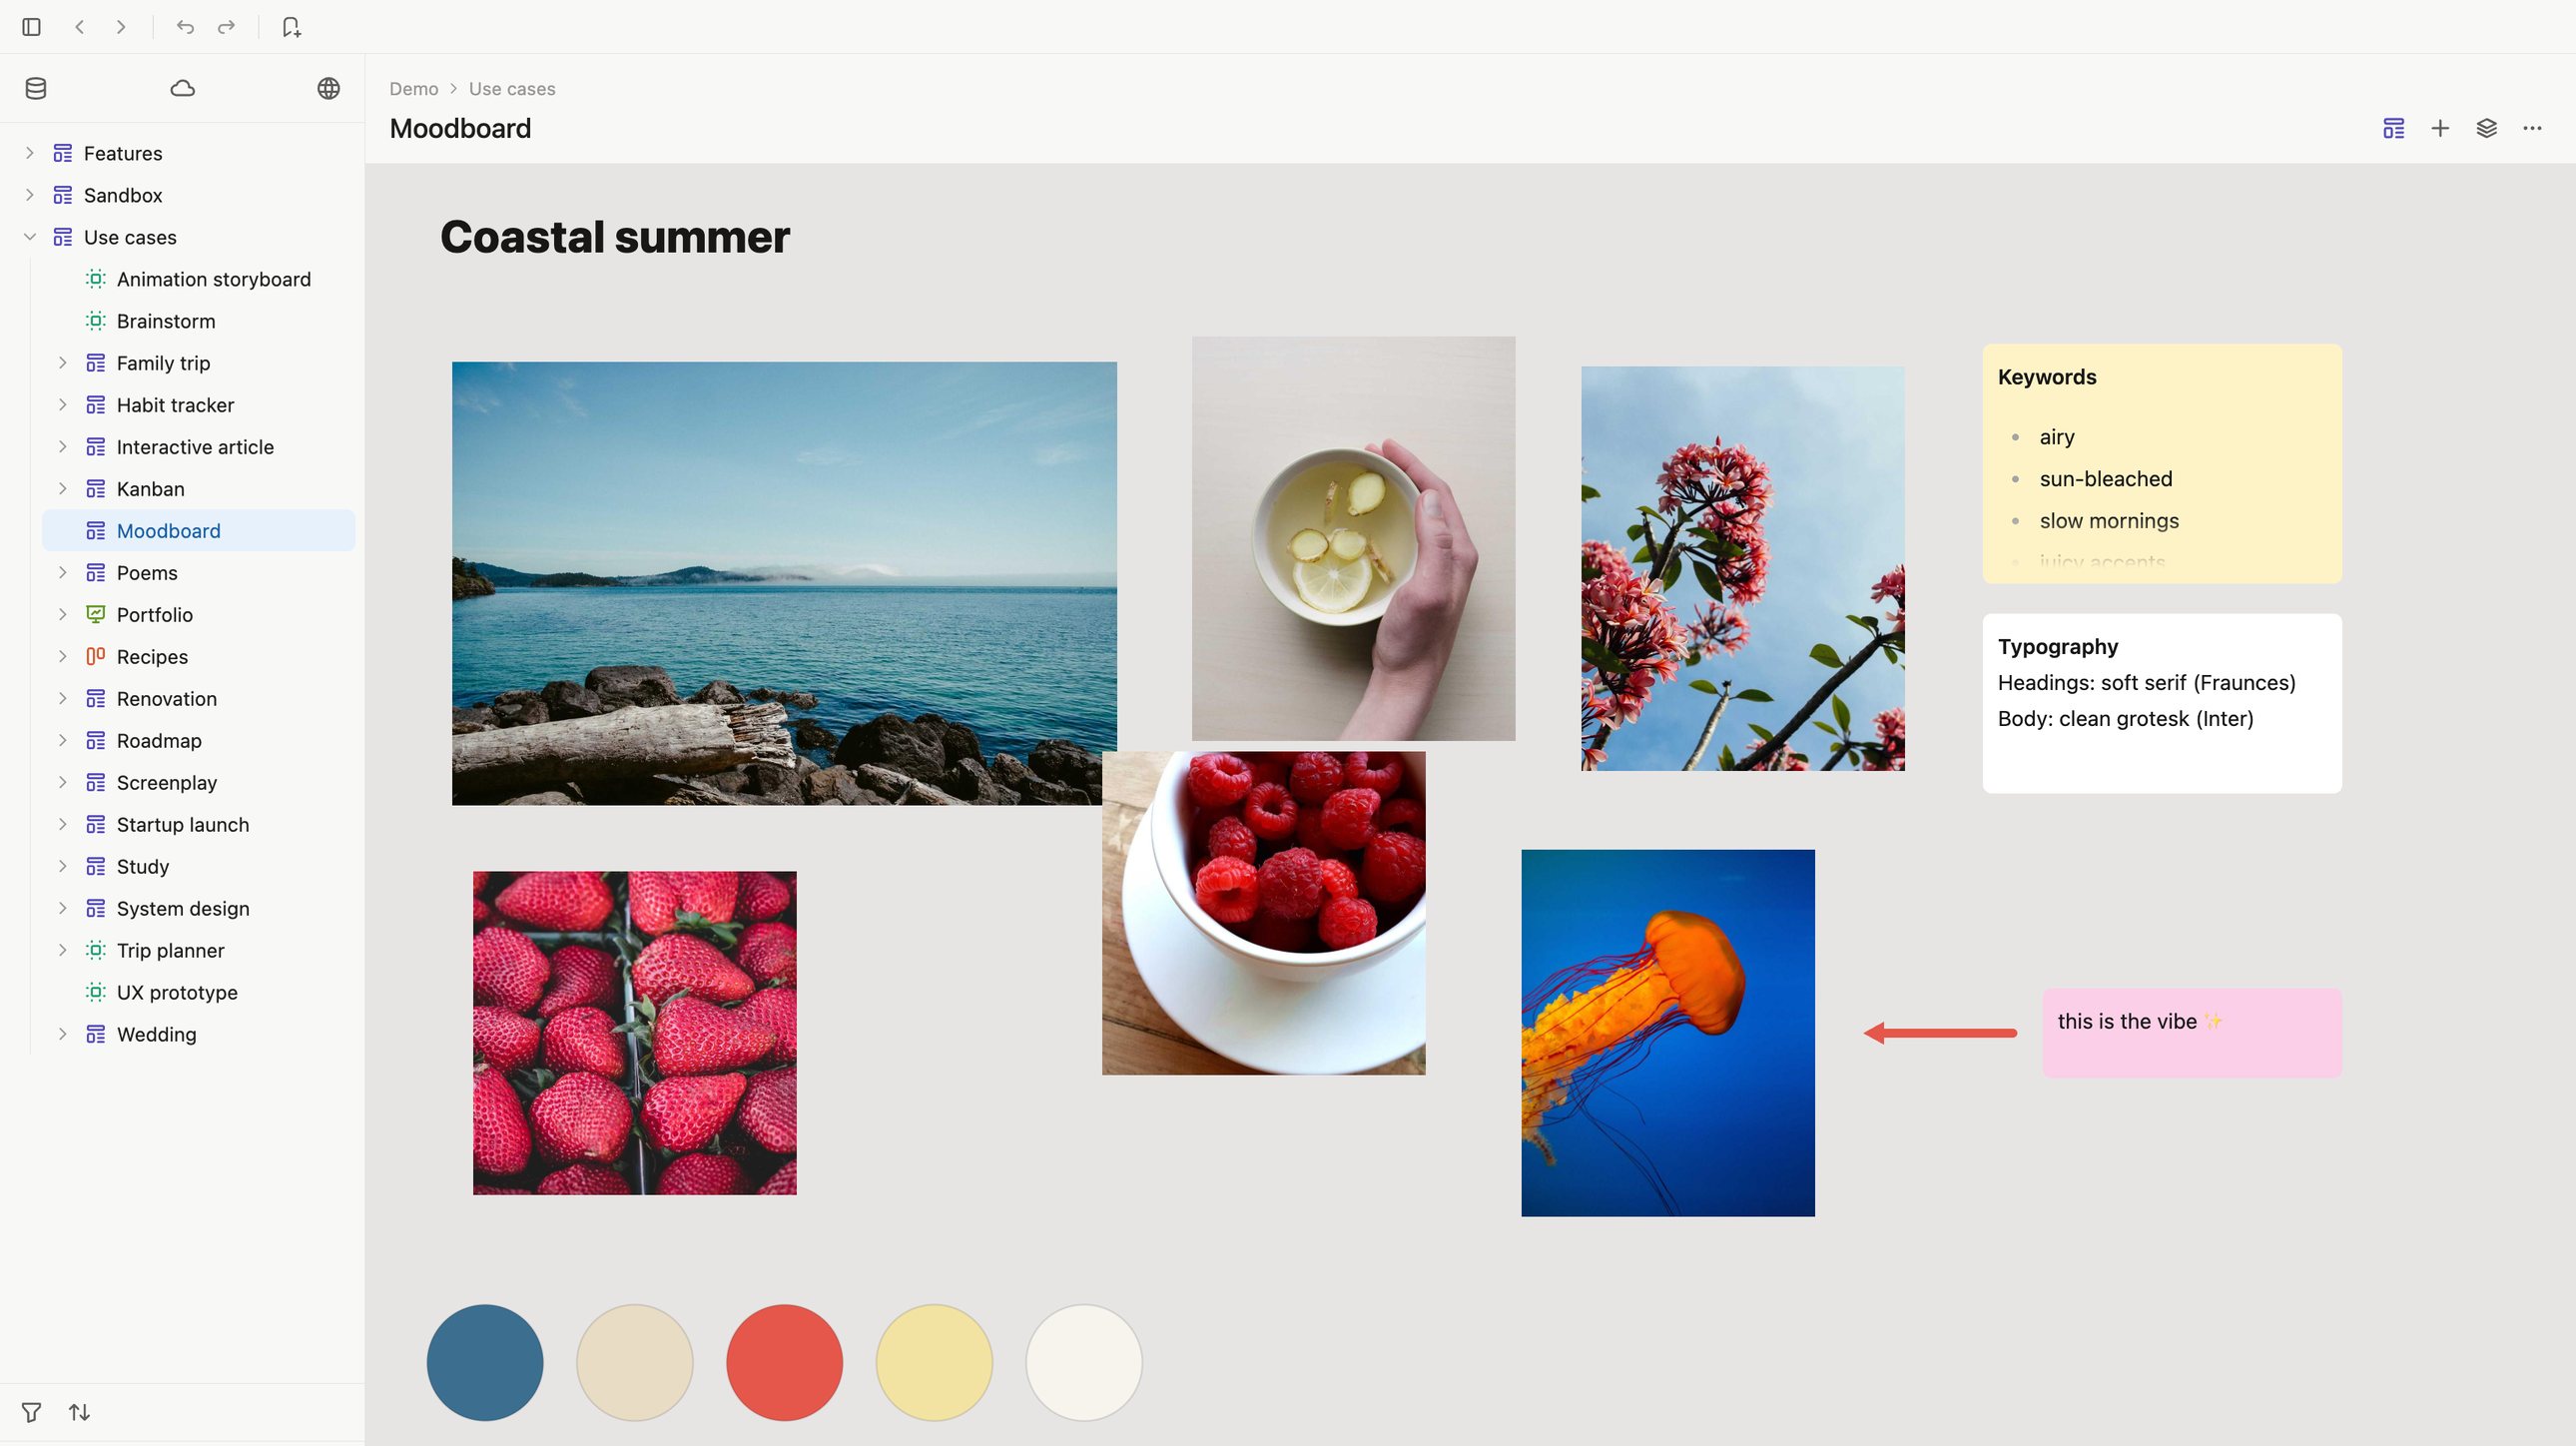 Demo > Use cases
Moodboard
Features
Sandbox
Use cases
Animation storyboard
Brainstorm
Family trip
Habit tracker
Interactive article
Kanban
Moodboard
Poems
Portfolio
Recipes
Renovation
Roadmap
Screenplay
Startup launch
Study
System design
Trip planner
UX prototype
Wedding
Coastal summer
Keywords
• airy
• sun-bleached
• slow mornings
• juicy accents
Typography
Headings: soft serif (Fraunces)
Body: clean grotesk (Inter)
this is the vibe ✨